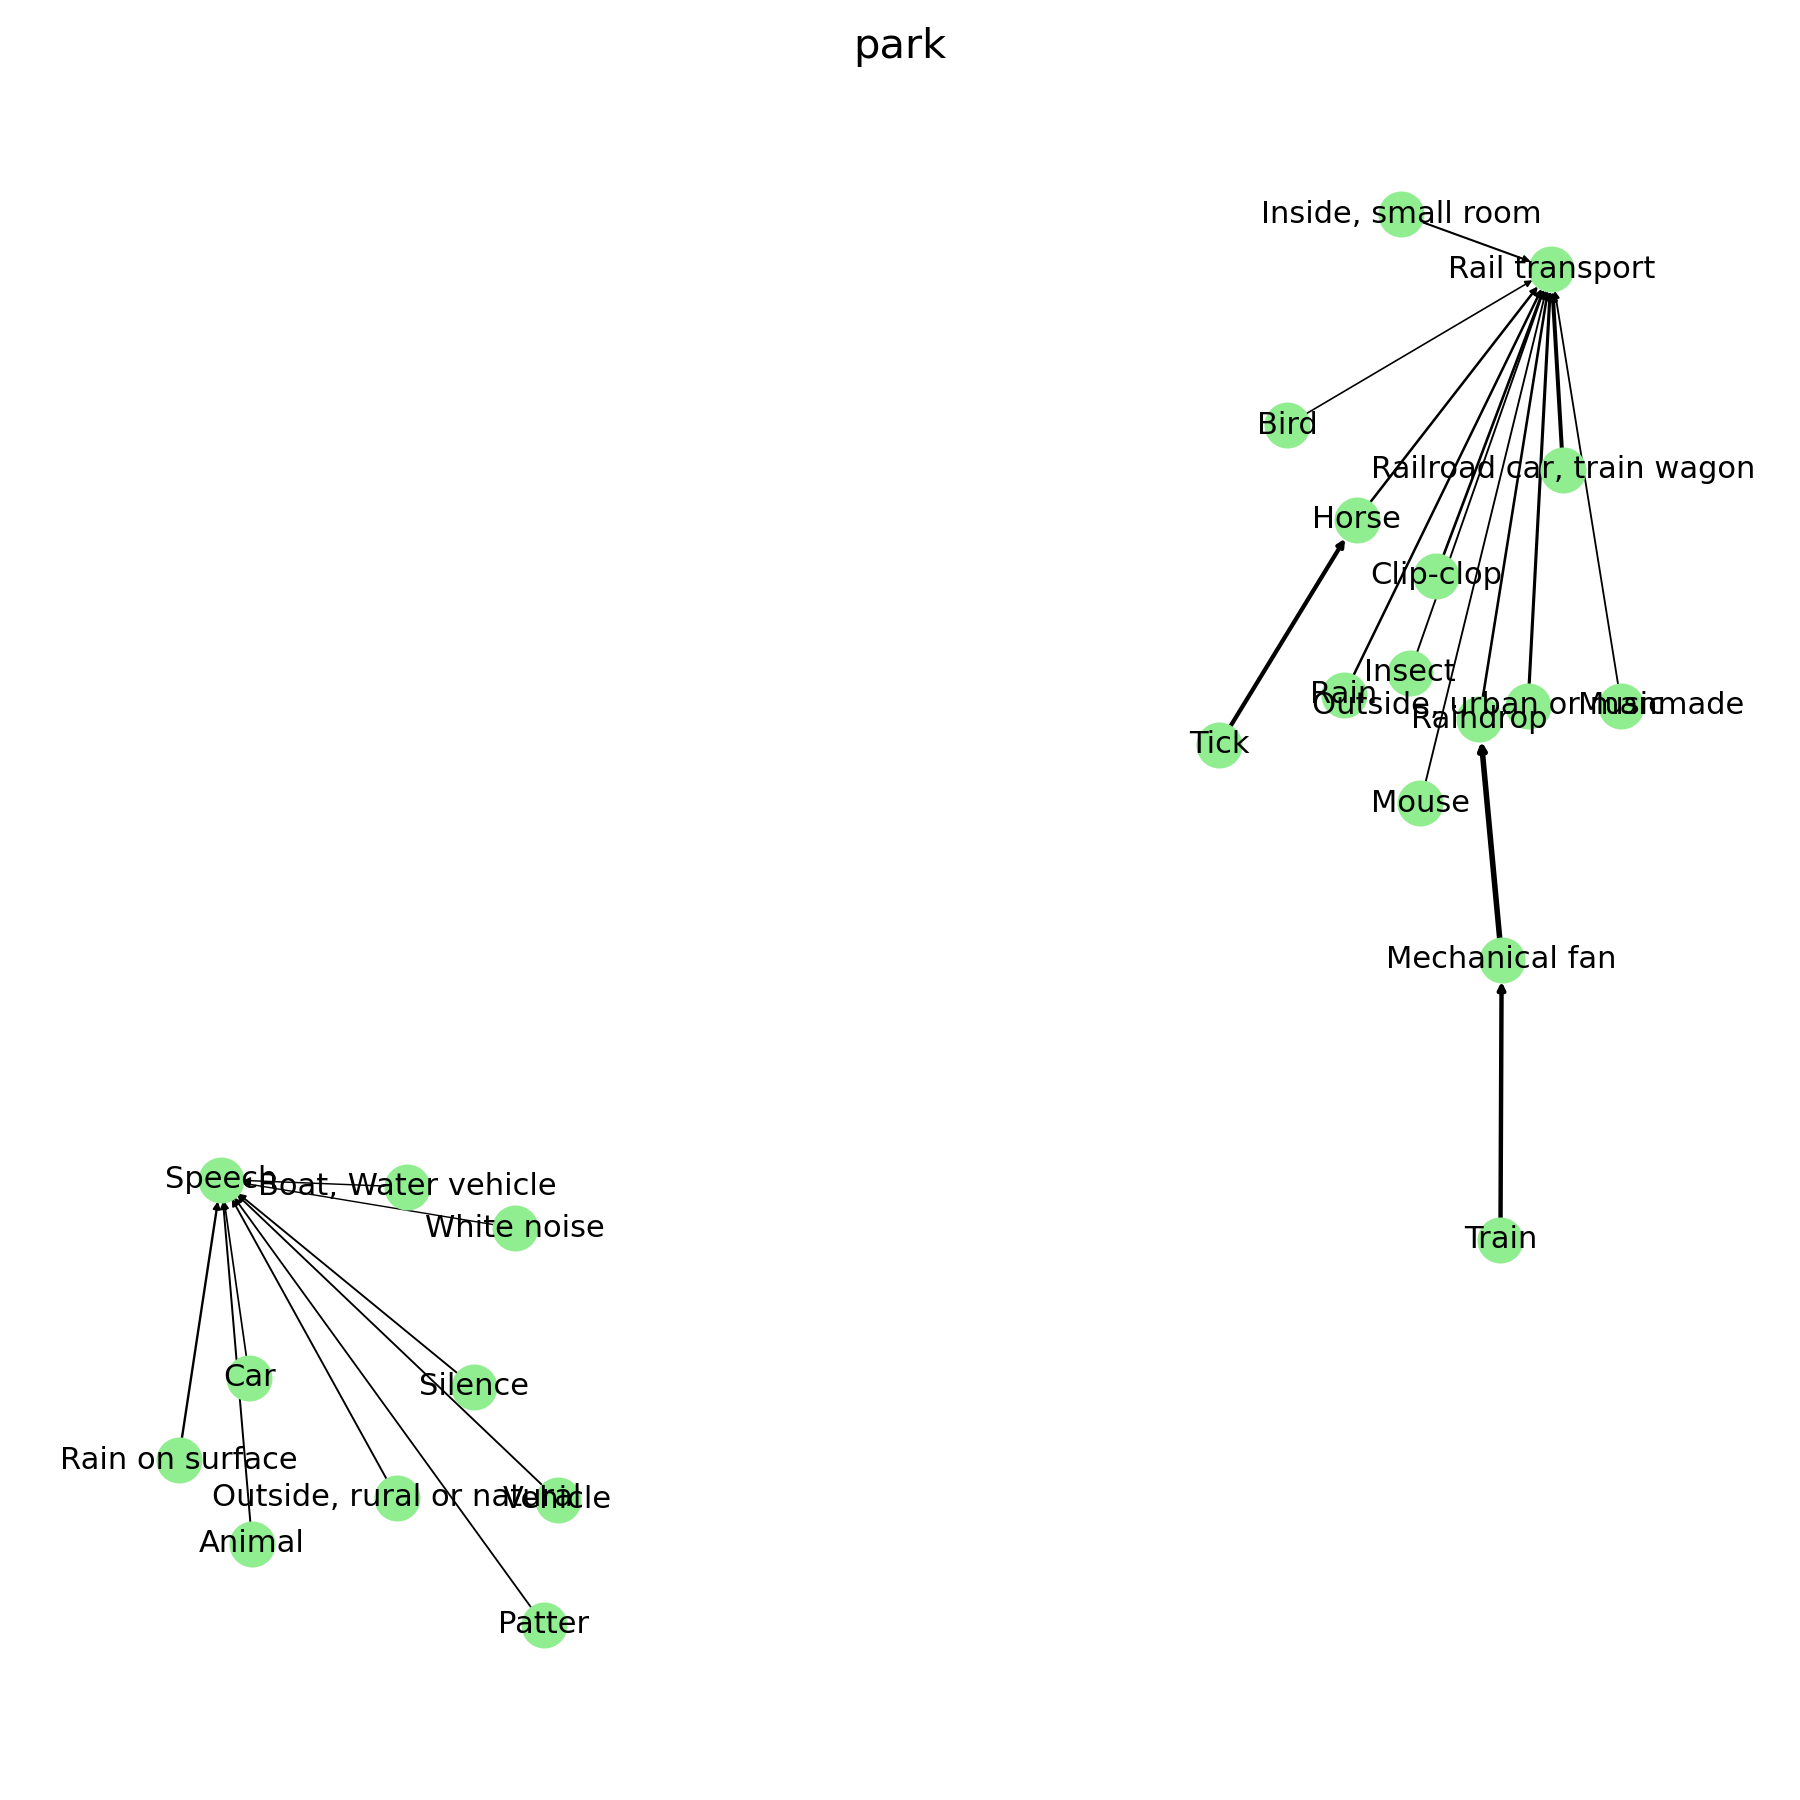 park
Inside, small room
Rail transport
Bird
Railroad car, train wagon
Horse
Clip-clop
Insect
Rain
Outside, urban or manmade
Music
Raindrop
Tick
Mouse
Mechanical fan
Speech
Boat, Water vehicle
White noise
Train
Car
Silence
Rain on surface
Outside, rural or natural
Vehicle
Animal
Patter